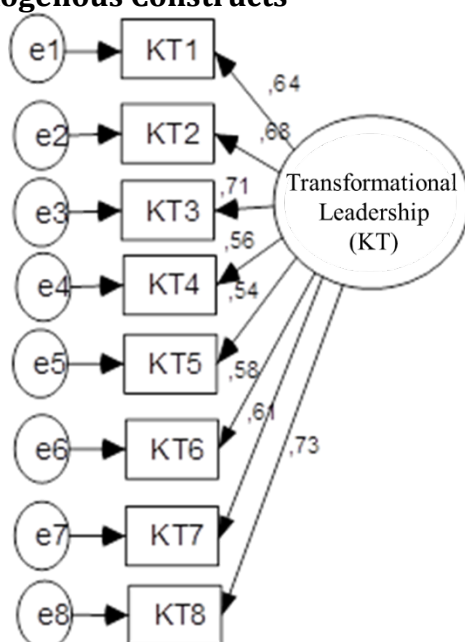 ogenous Constructs
e1
KT1
,64
e2
KT2
,68
e3
KT3
,71
Transformational
Leadership
(KT)
e4
KT4
,56
,54
e5
KT5
,58
e6
KT6
,61
,73
e7
KT7
e8
KT8